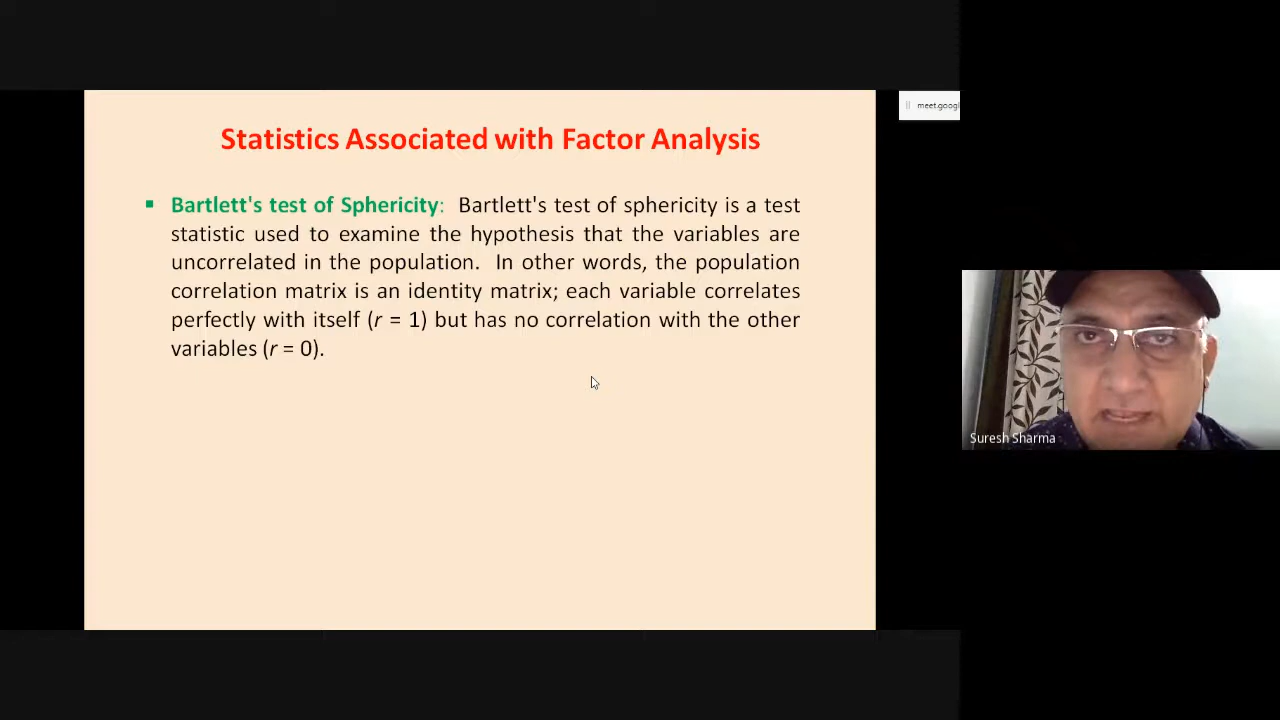 Statistics Associated with Factor Analysis
meet.googl
▪ Bartlett's test of Sphericity: Bartlett's test of sphericity is a test
statistic used to examine the hypothesis that the variables are
uncorrelated in the population. In other words, the population
correlation matrix is an identity matrix; each variable correlates
perfectly with itself (r = 1) but has no correlation with the other
variables (r = 0).
Suresh Sharma